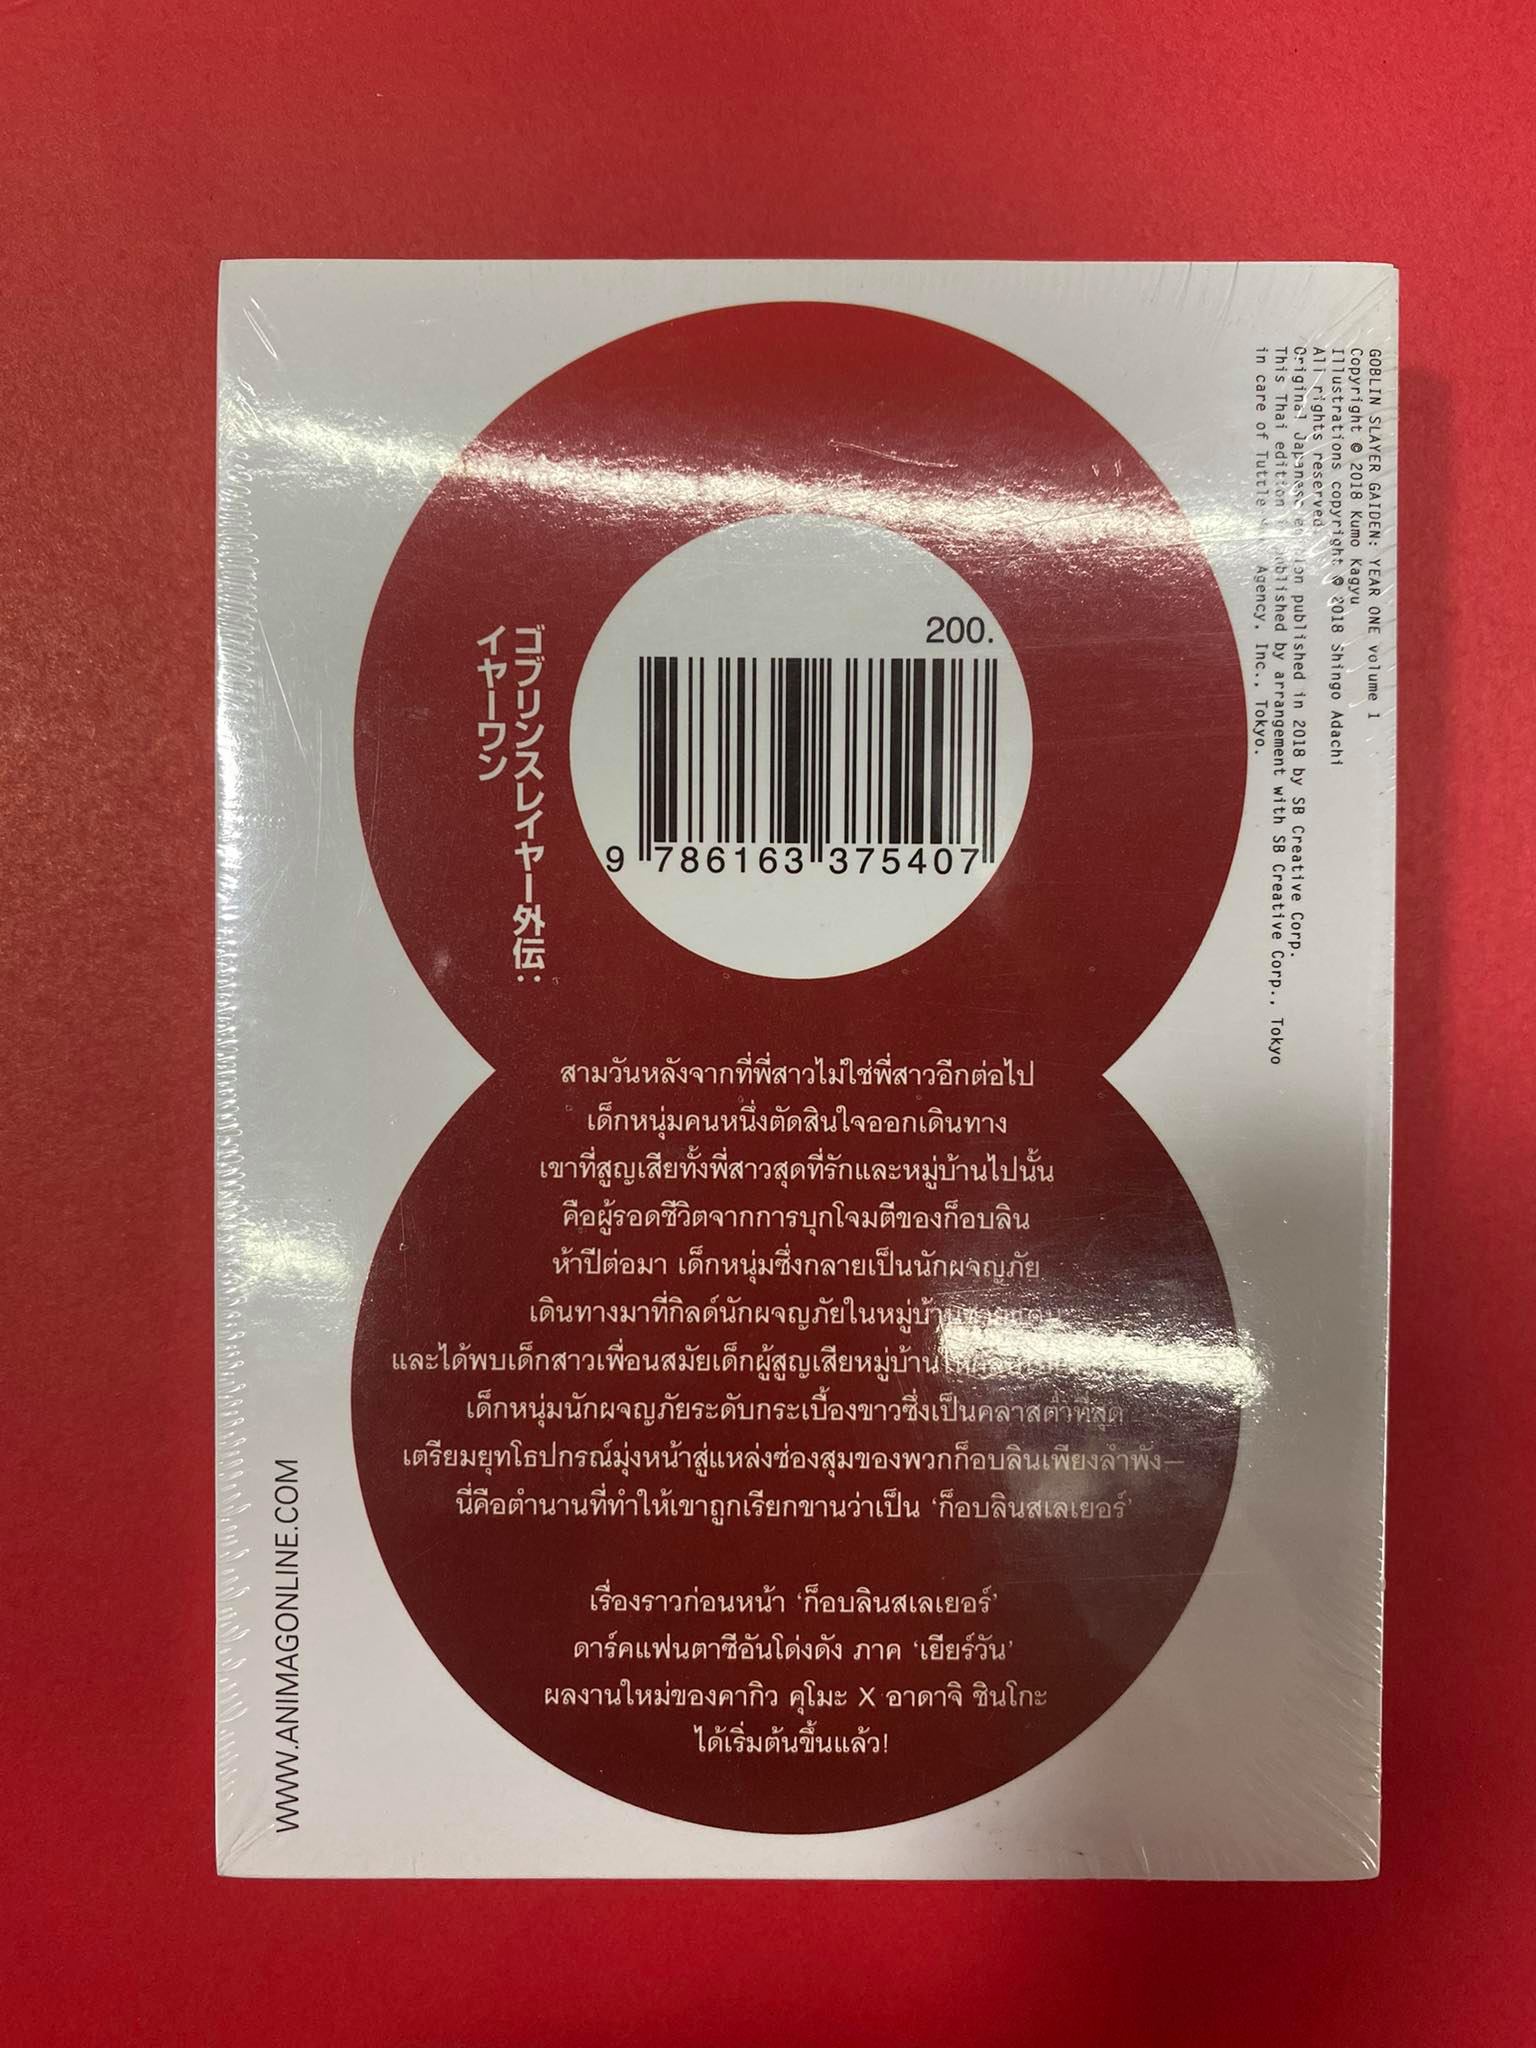 GOBLIN SLAYER GAIDEN: YEAR ONE volume 1
Copyright © 2018 Kumo Kagyu
Illustrations copyright © 2018 Shingo Adachi
All rights reserved.
Original Japanese edition published in 2018 by SB Creative Corp.
This Thai edition is published by arrangement with SB Creative Corp., Tokyo
in care of Tuttle Agency, Inc., Tokyo.
200.
9 786163 375407
ゴブリンスレイヤー外伝:
イヤーワン
สามวันหลังจากที่พี่สาวไม่ใช่พี่สาวอีกต่อไป
เด็กหนุ่มคนหนึ่งตัดสินใจออกเดินทาง
เขาที่สูญเสียทั้งพี่สาวสุดที่รักและหมู่บ้านไปนั้น
คือผู้รอดชีวิตจากการบุกโจมตีของก็อบลิน
ห้าปีต่อมา เด็กหนุ่มซึ่งกลายเป็นนักผจญภัย
เดินทางมาที่กิลด์นักผจญภัยในหมู่บ้านชายแดน
และได้พบเด็กสาวเพื่อนสมัยเด็กผู้สูญเสียหมู่บ้าน
เด็กหนุ่มนักผจญภัยระดับกระเบื้องขาวซึ่งเป็นคลาสต่ำที่สุด
เตรียมยุทโธปกรณ์มุ่งหน้าสู่แหล่งซ่องสุมของพวกก็อบลินเพียงลำพัง—
นี่คือตำนานที่ทำให้เขาถูกเรียกขานว่าเป็น ‘ก็อบลินสเลเยอร์’
เรื่องราวก่อนหน้า ‘ก็อบลินสเลเยอร์’
ดาร์คแฟนตาซีอันโด่งดัง ภาค ‘เยียร์วัน’
ผลงานใหม่ของคากิว คุโมะ X อาดาจิ ชินโกะ
ได้เริ่มต้นขึ้นแล้ว!
WWW.ANIMAGONLINE.COM